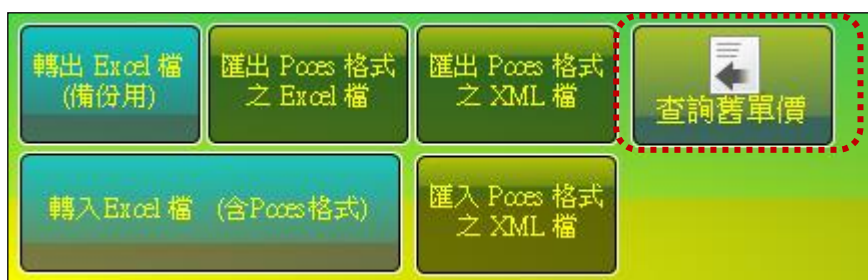 轉出 Excel 檔
(備份用)
匯出 Pcces 格式
之 Excel 檔
匯出 Pcces 格式
之 XML 檔
查詢舊單價
轉入Excel 檔 (含Pcces格式)
匯入 Pcces 格式
之 XML 檔